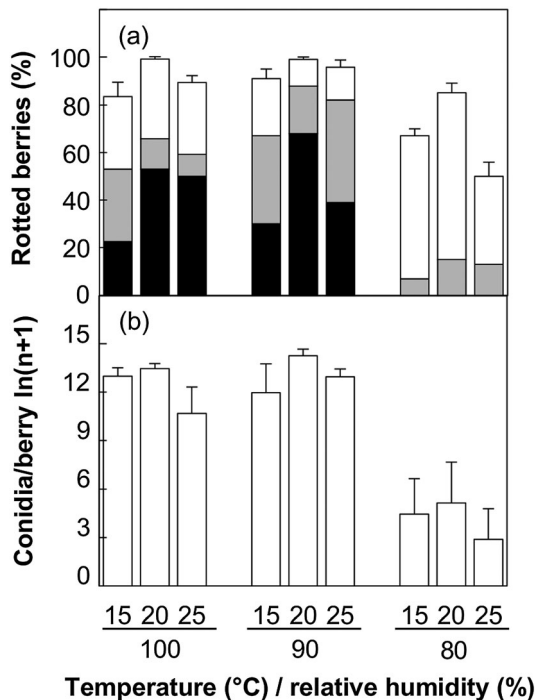 (a)
Rotted berries (%)
100
80
60
40
20
0
(b)
Conidia/berry ln(n+1)
15
12
9
6
3
0
15 20 25 15 20 25 15 20 25
100 90 80
Temperature (°C) / relative humidity (%)